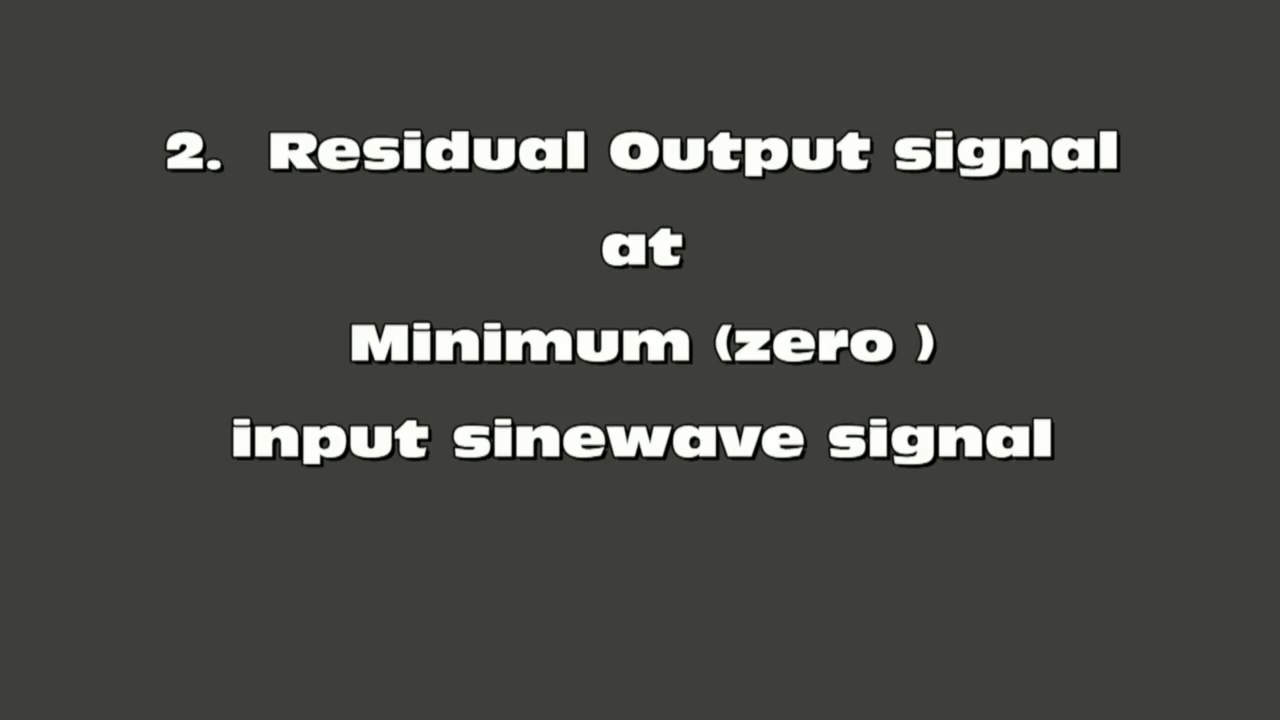 2. Residual Output signal
at
Minimum (zero )
input sinewave signal